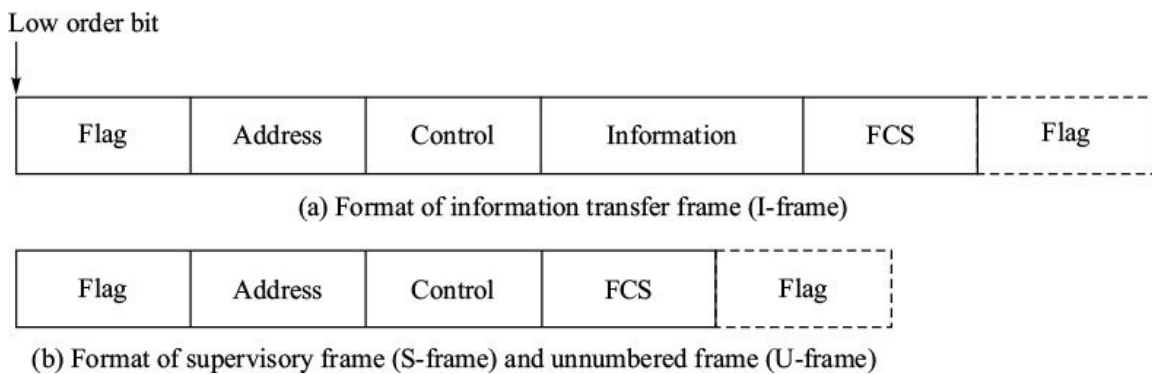 Low order bit
Flag Address Control Information FCS Flag
(a) Format of information transfer frame (I-frame)
Flag Address Control FCS Flag
(b) Format of supervisory frame (S-frame) and unnumbered frame (U-frame)